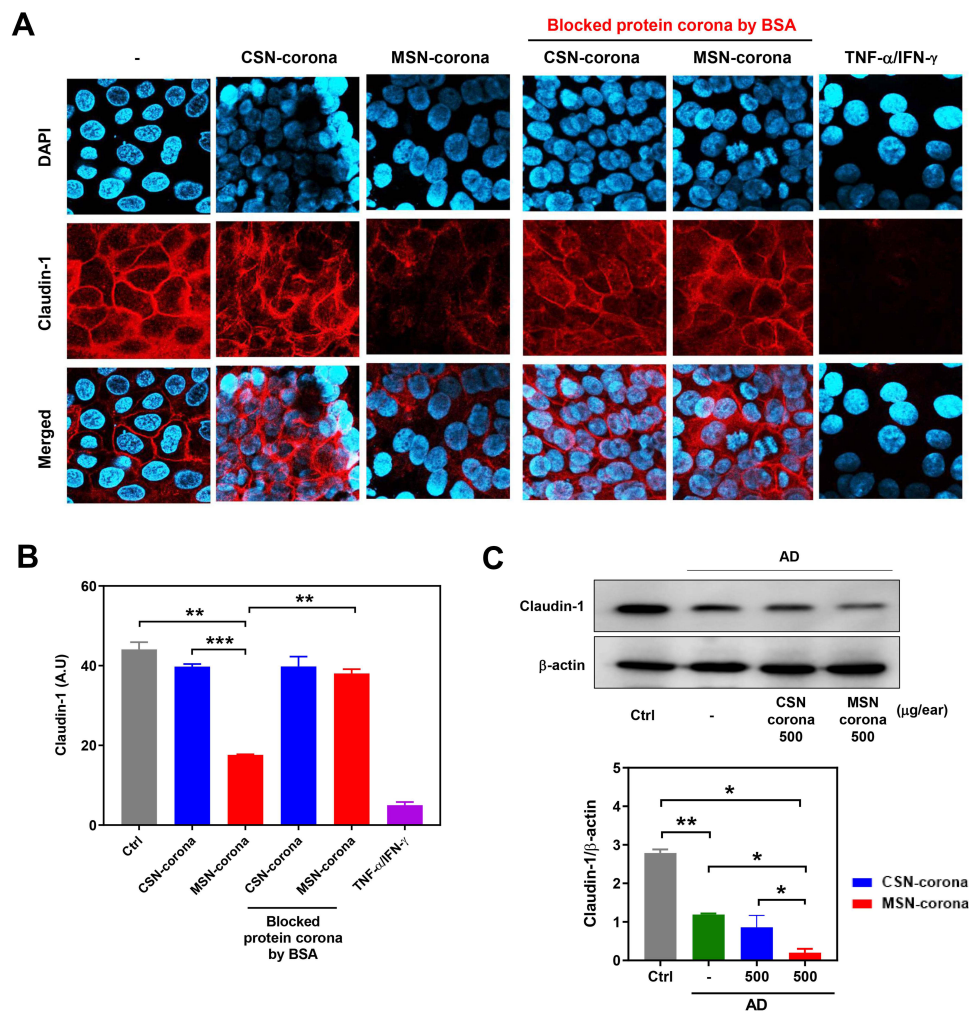 A
Blocked protein corona by BSA
-
CSN-corona
MSN-corona
CSN-corona
MSN-corona
TNF-α/IFN-γ
DAPI
Claudin-1
Merged
B
Claudin-1 (A.U)
60
40
20
0
**
***
**
Ctrl
CSN-corona
MSN-corona
CSN-corona
MSN-corona
TNF-α/IFN-γ
Blocked
protein corona
by BSA
C
AD
Claudin-1
β-actin
Ctrl
-
CSN
corona
500
MSN
corona
500
(μg/ear)
Claudin-1/β-actin
5
4
3
2
1
0
*
**
*
*
Ctrl
-
500
500
AD
CSN-corona
MSN-corona